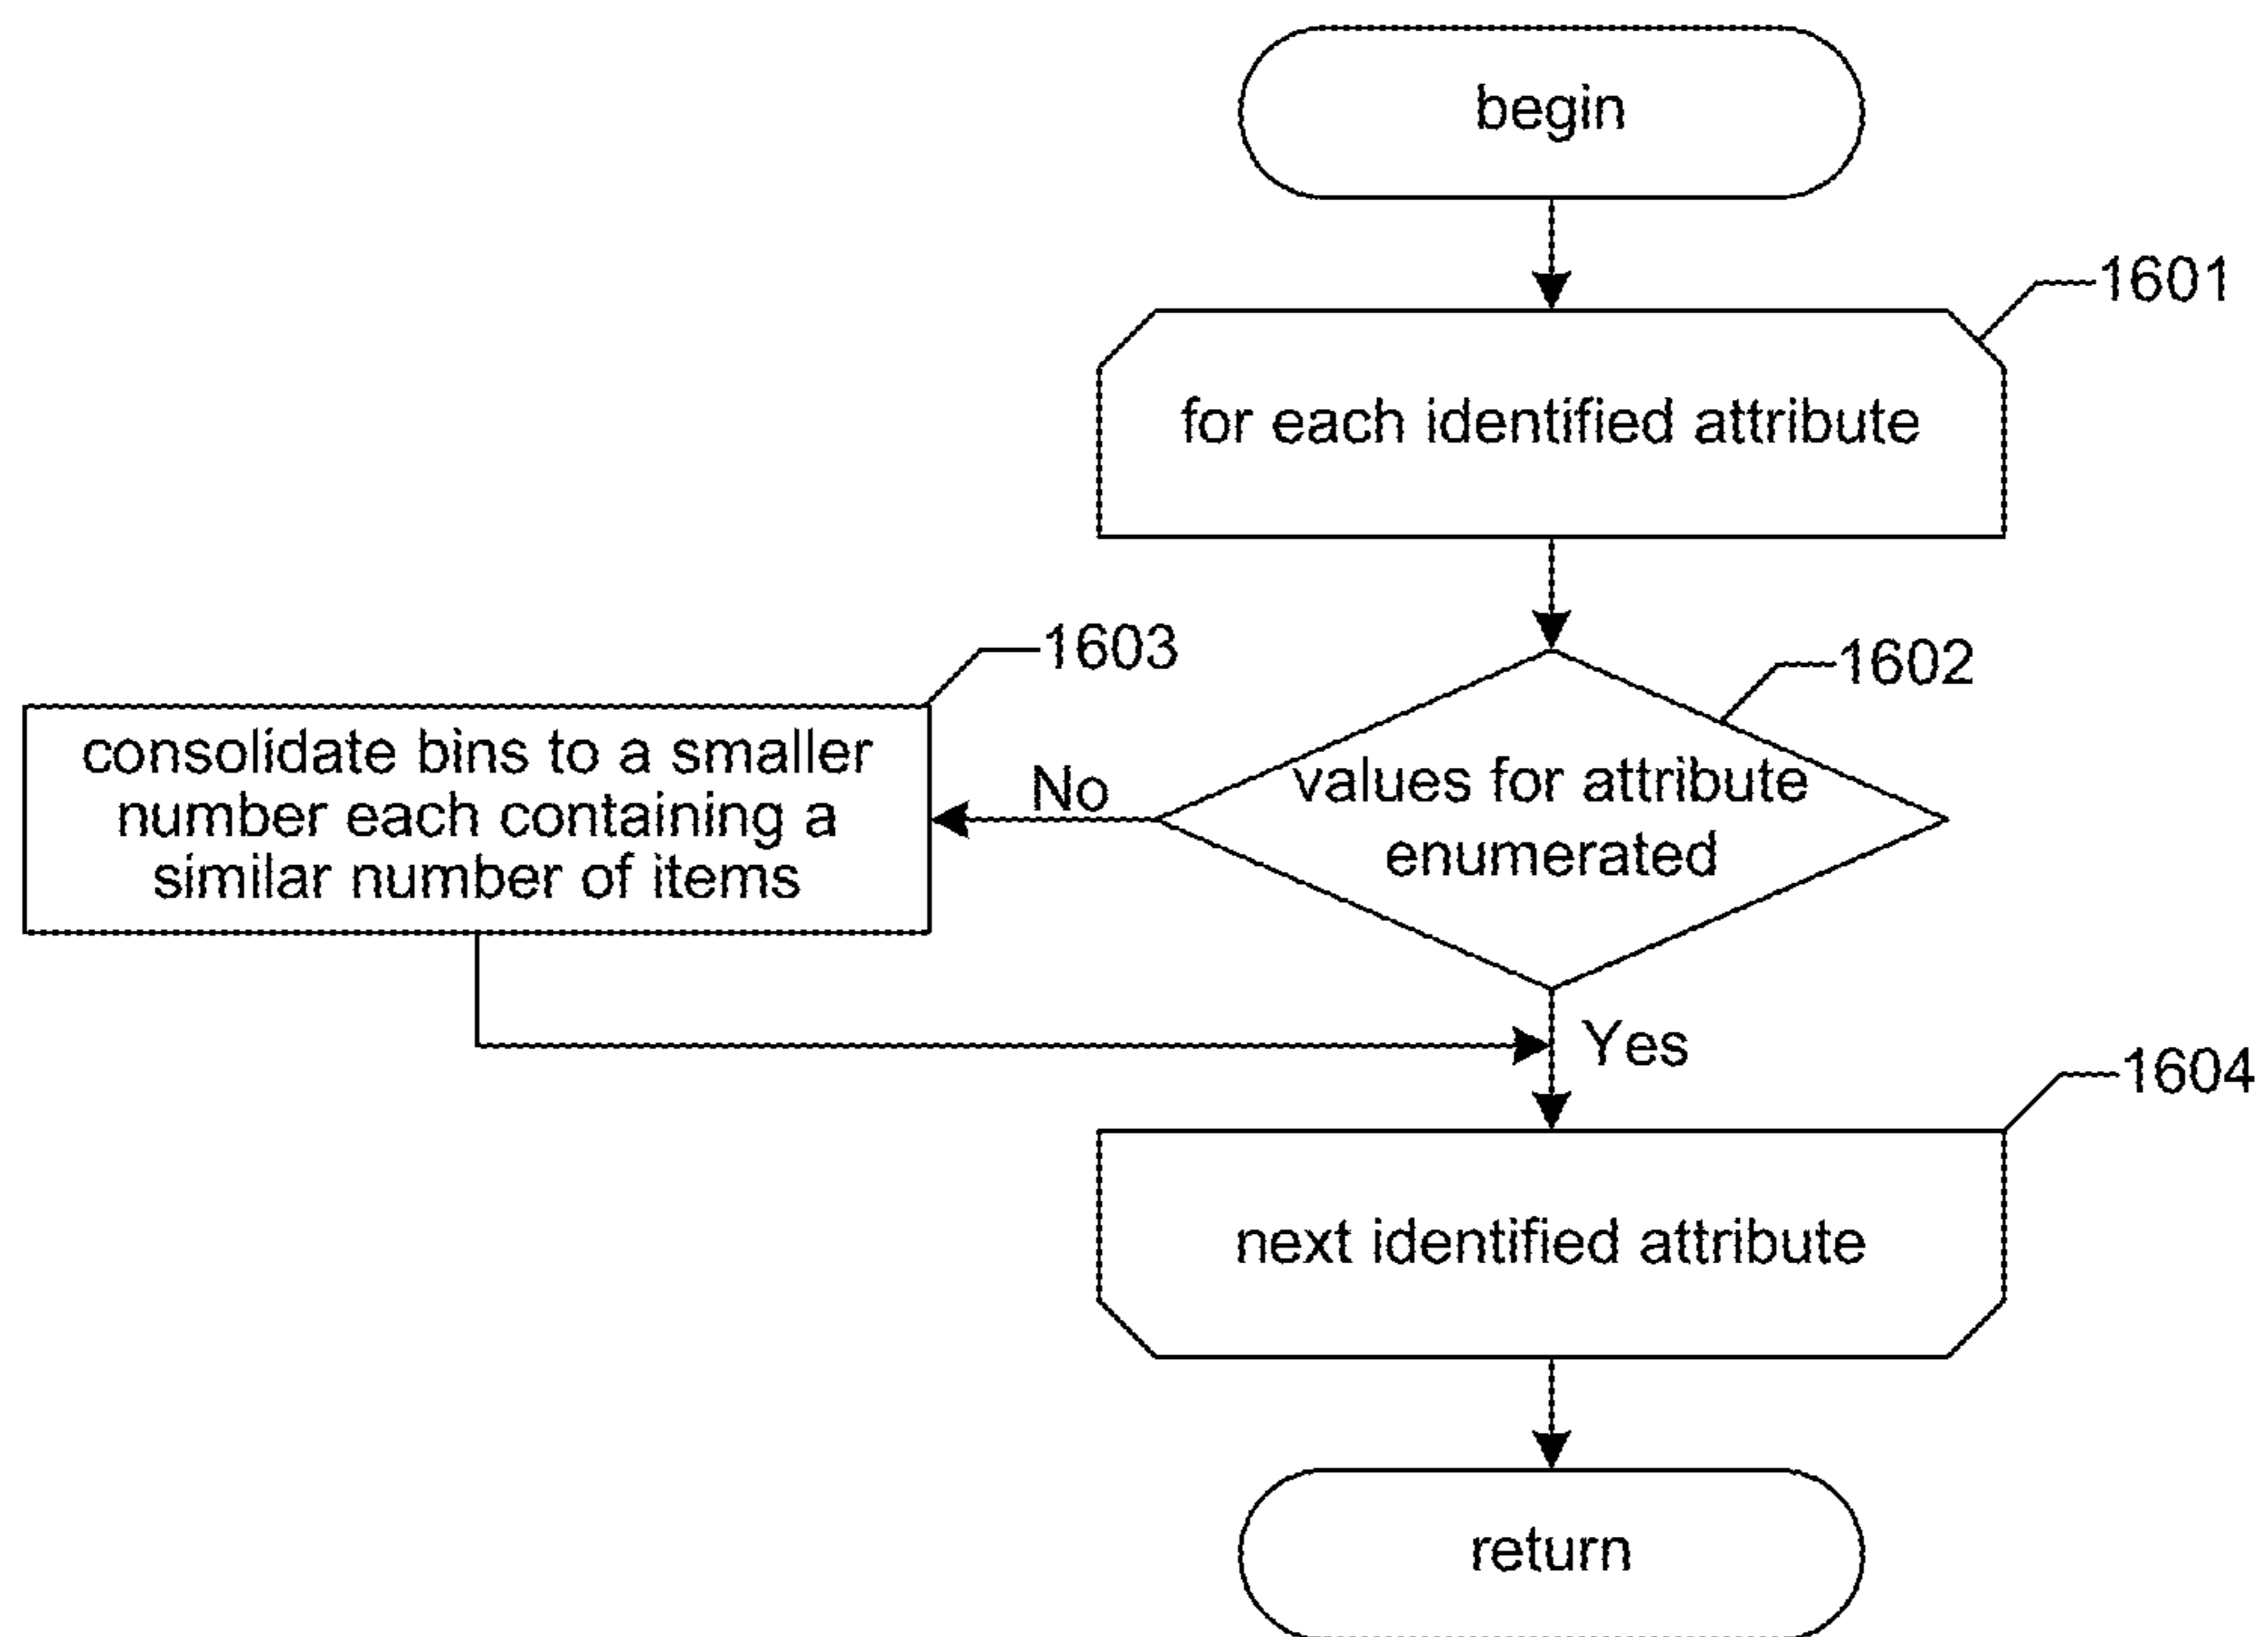 begin
1601
for each identified attribute
1603
1602
consolidate bins to a smaller
number each containing a
similar number of items
No
values for attribute
enumerated
Yes
1604
next identified attribute
return